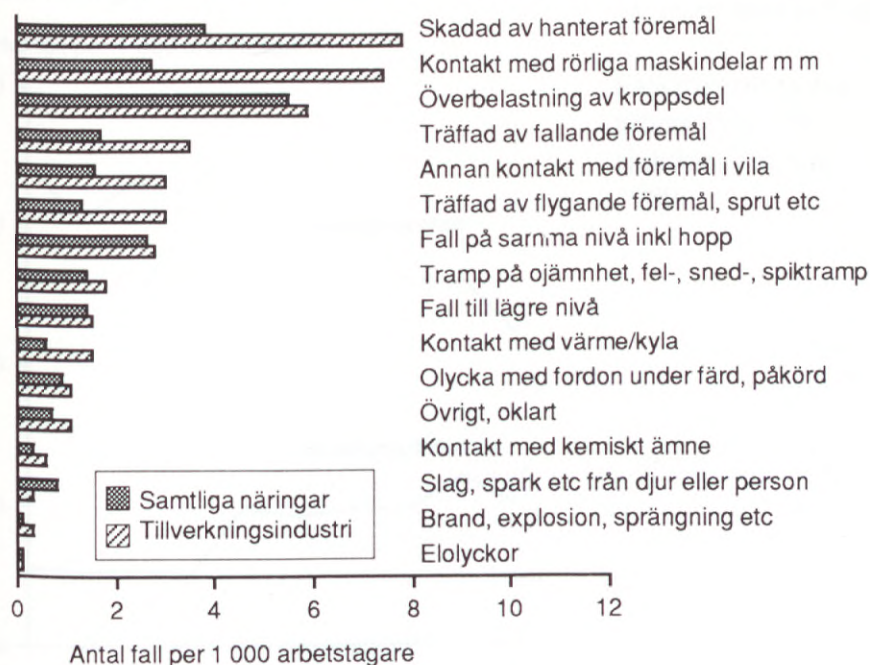 Skadad av hanterat föremål
Kontakt med rörliga maskindelar m m
Överbelastning av kroppsdel
Träffad av fallande föremål
Annan kontakt med föremål i vila
Träffad av flygande föremål, sprut etc
Fall på samma nivå inkl hopp
Tramp på ojämnhet, fel-, sned-, spiktramp
Fall till lägre nivå
Kontakt med värme/kyla
Olycka med fordon under färd, påkörd
Övrigt, oklart
Kontakt med kemiskt ämne
Slag, spark etc från djur eller person
Brand, explosion, sprängning etc
Elolyckor
Samtliga näringar
Tillverkningsindustri
0 2 4 6 8 10 12
Antal fall per 1 000 arbetstagare